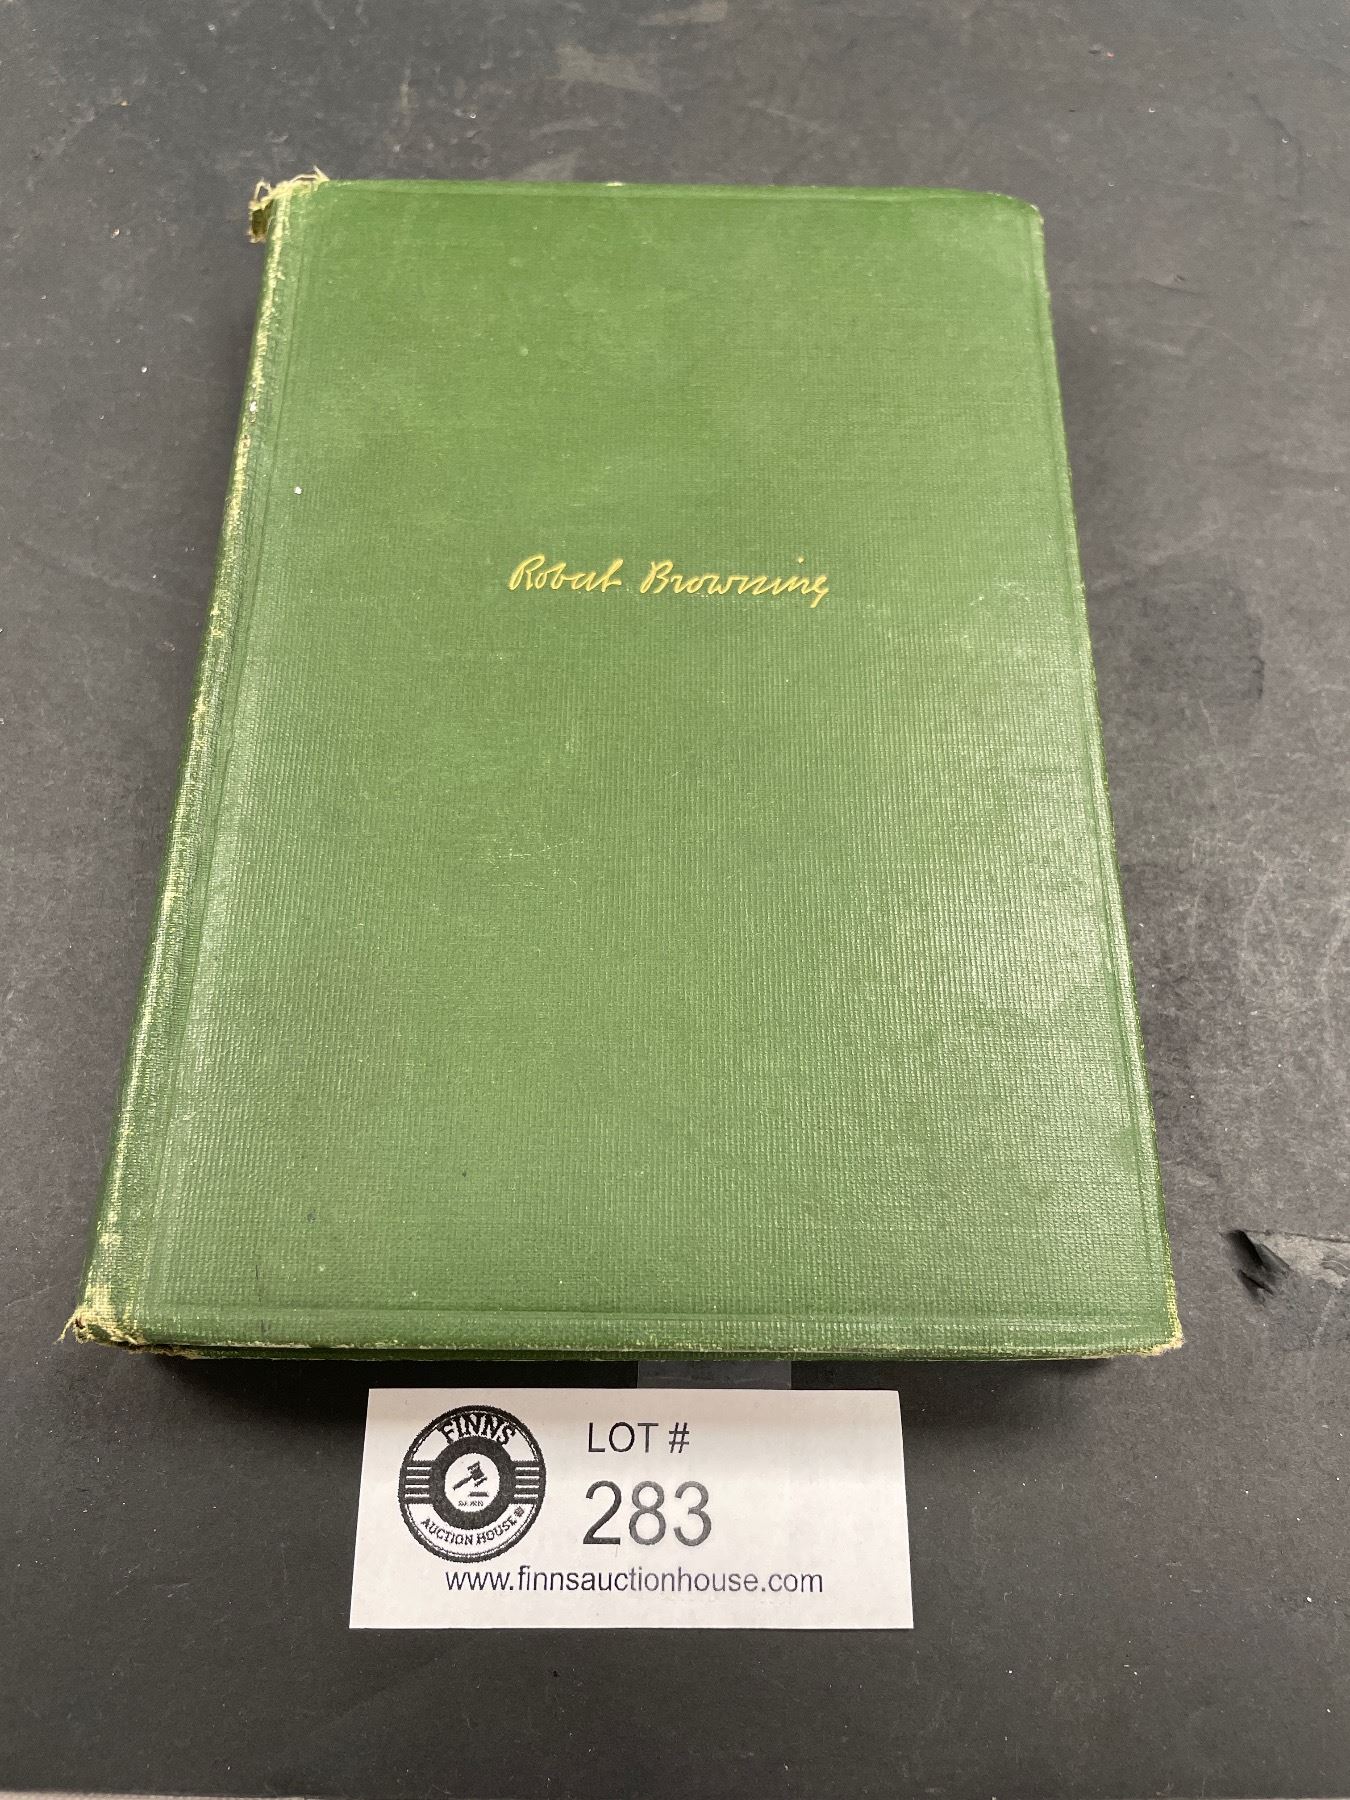 Robert Browning
FINNS
AUCTION HOUSE
LOT #
283
www.finnsauctionhouse.com